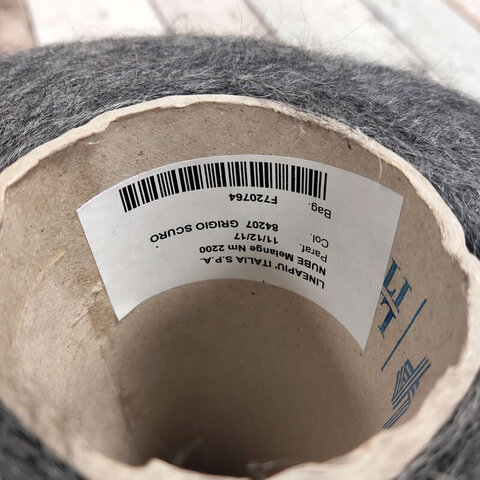 LINEAPIU' ITALIA S.P.A.
NUBE Melange Nm 2200
Paraf. 11/12/17
Col. 84207 GRIGIO SCURO
Bag. F720764